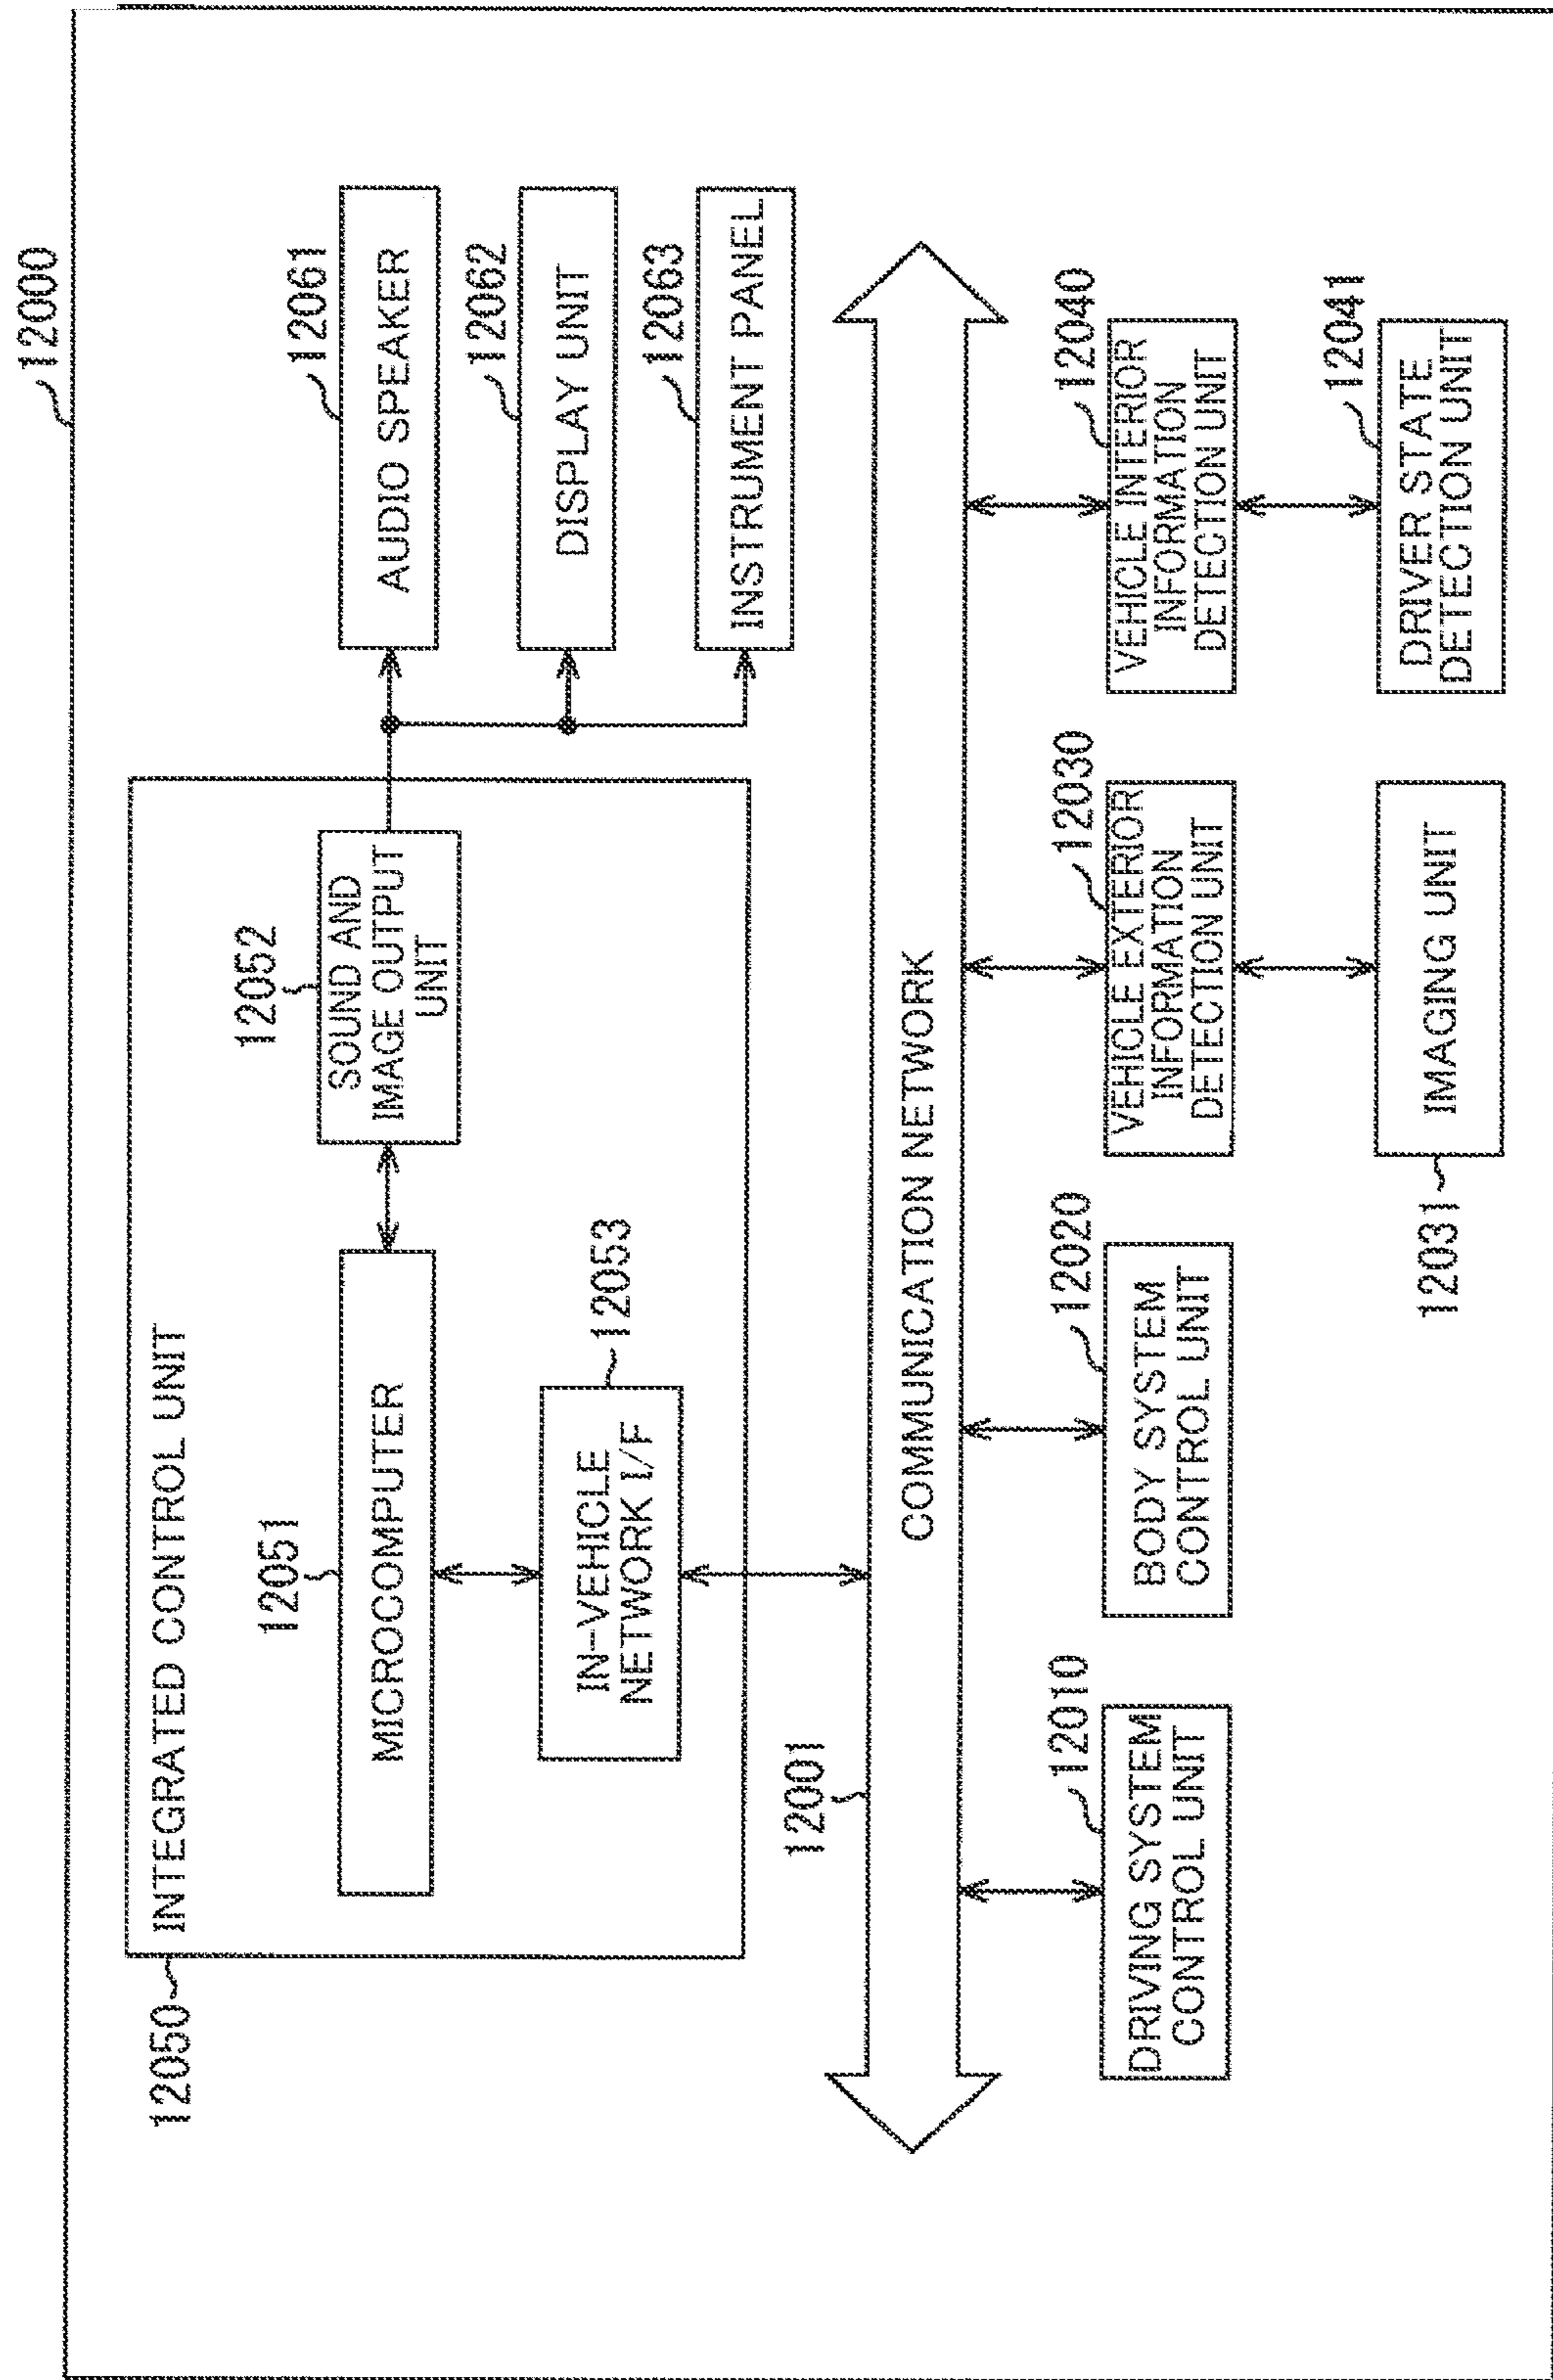 12000
12050
INTEGRATED CONTROL UNIT
12051
MICROCOMPUTER
12052
SOUND AND
IMAGE OUTPUT
UNIT
12053
IN-VEHICLE
NETWORK I/F
12061
AUDIO SPEAKER
12062
DISPLAY UNIT
12063
INSTRUMENT PANEL
12001
COMMUNICATION NETWORK
12010
DRIVING SYSTEM
CONTROL UNIT
12020
BODY SYSTEM
CONTROL UNIT
12030
VEHICLE EXTERIOR
INFORMATION
DETECTION UNIT
12040
VEHICLE INTERIOR
INFORMATION
DETECTION UNIT
12031
IMAGING UNIT
12041
DRIVER STATE
DETECTION UNIT